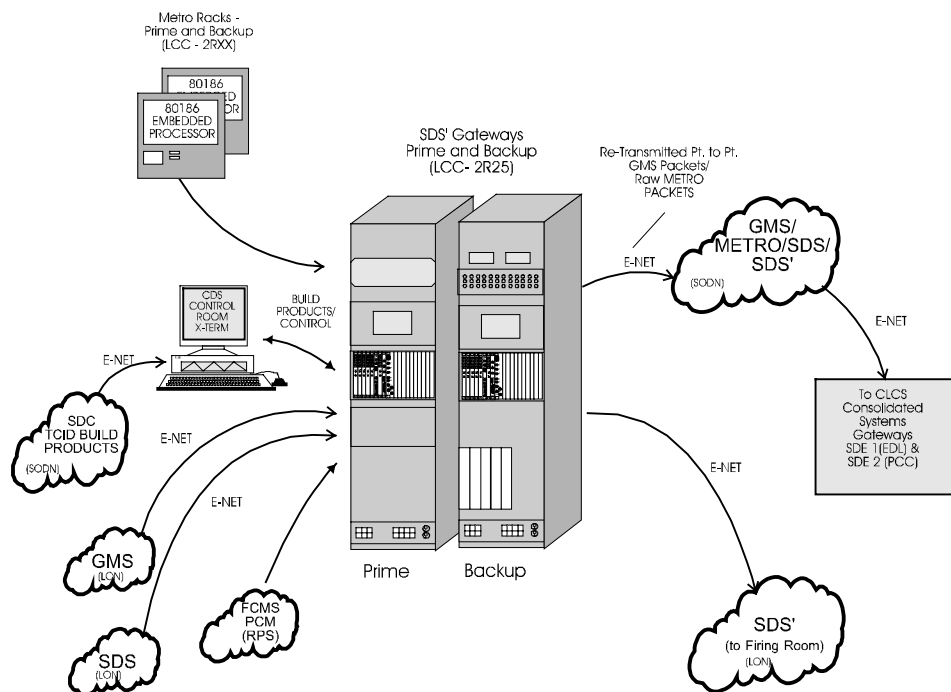 Metro Racks -
Prime and Backup
(LCC - 2RXX)
80186
80186
EMBEDDED
PROCESSOR
SDS' Gateways
Prime and Backup
(LCC- 2R25)
Re-Transmitted Pt. to Pt.
GMS Packets/
Raw METRO
PACKETS
E-NET
GMS/
METRO/SDS/
SDS'
(SODN)
E-NET
CDS
CONTROL
ROOM
X-TERM
BUILD
PRODUCTS/
CONTROL
E-NET
SDC
TCID BUILD
PRODUCTS
(SODN)
E-NET
E-NET
To CLCS
Consolidated
Systems
Gateways
SDE 1(EDL) &
SDE 2 (PCC)
E-NET
GMS
(LON)
Prime
Backup
FCMS
PCM
(RPS)
SDS
(LON)
SDS'
(to Firing Room)
(LON)